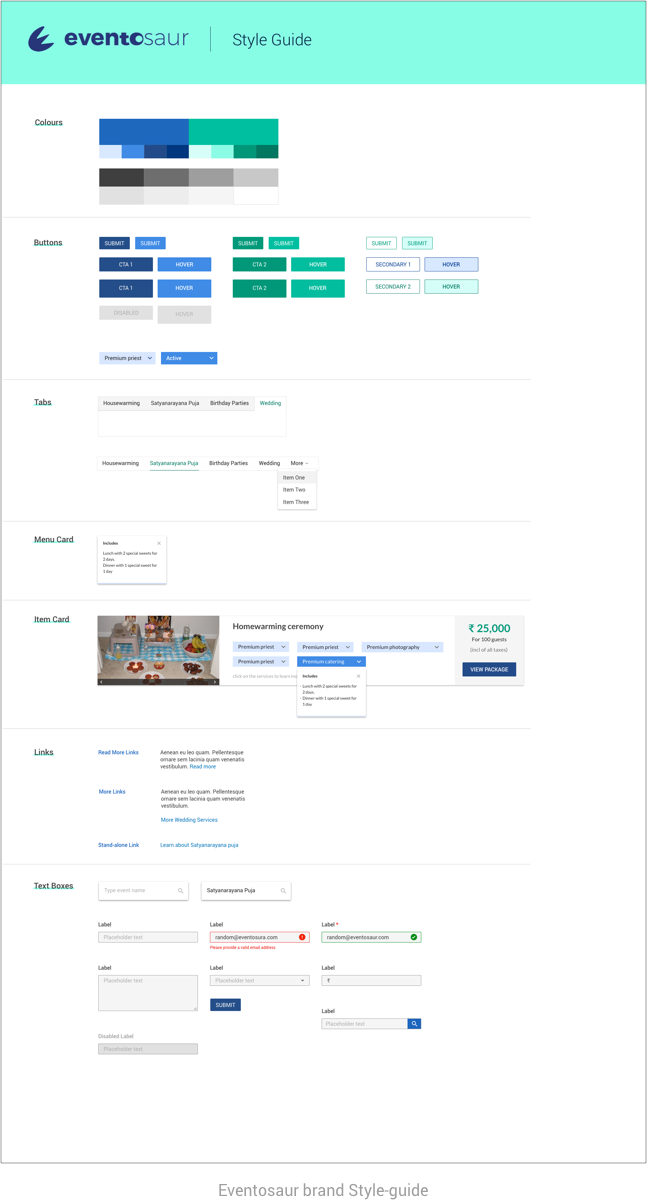 eventosaur
Style Guide
Colours
Buttons
SUBMIT SUBMIT SUBMIT SUBMIT SUBMIT SUBMIT
CTA 1 HOVER CTA 2 HOVER SECONDARY 1 HOVER
CTA 1 HOVER CTA 2 HOVER SECONDARY 2 HOVER
DISABLED HOVER
Premium priest Active
Tabs
Housewarming Satyanarayana Puja Birthday Parties Wedding
Housewarming Satyanarayana Puja Birthday Parties Wedding More
Item One
Item Two
Item Three
Menu Card
Includes
Lunch with 2 special sweets for
2 days.
Dinner with 1 special sweet for
1 day
Item Card
Homewarming ceremony
Premium priest Premium priest Premium photography
Premium priest Premium catering
click on the services to learn mo
Includes
- Lunch with 2 special sweets for
2 days.
- Dinner with 1 special sweet for
1 day
₹ 25,000
For 100 guests
(incl of all taxes)
VIEW PACKAGE
Links
Read More Links
Aenean eu leo quam. Pellentesque
ornare sem lacinia quam venenatis
vestibulum. Read more
More Links
Aenean eu leo quam. Pellentesque
ornare sem lacinia quam venenatis
vestibulum.
More Wedding Services
Stand-alone Link
Learn about Satyanarayana puja
Text Boxes
Type event name
Satyanarayana Puja
Label Label Label *
Placeholder text random@eventosura.com random@eventosaur.com
Please provide a valid email address
Label Label Label
Placeholder text Placeholder text ₹
SUBMIT
Label
Placeholder text
Disabled Label
Placeholder text
Eventosaur brand Style-guide